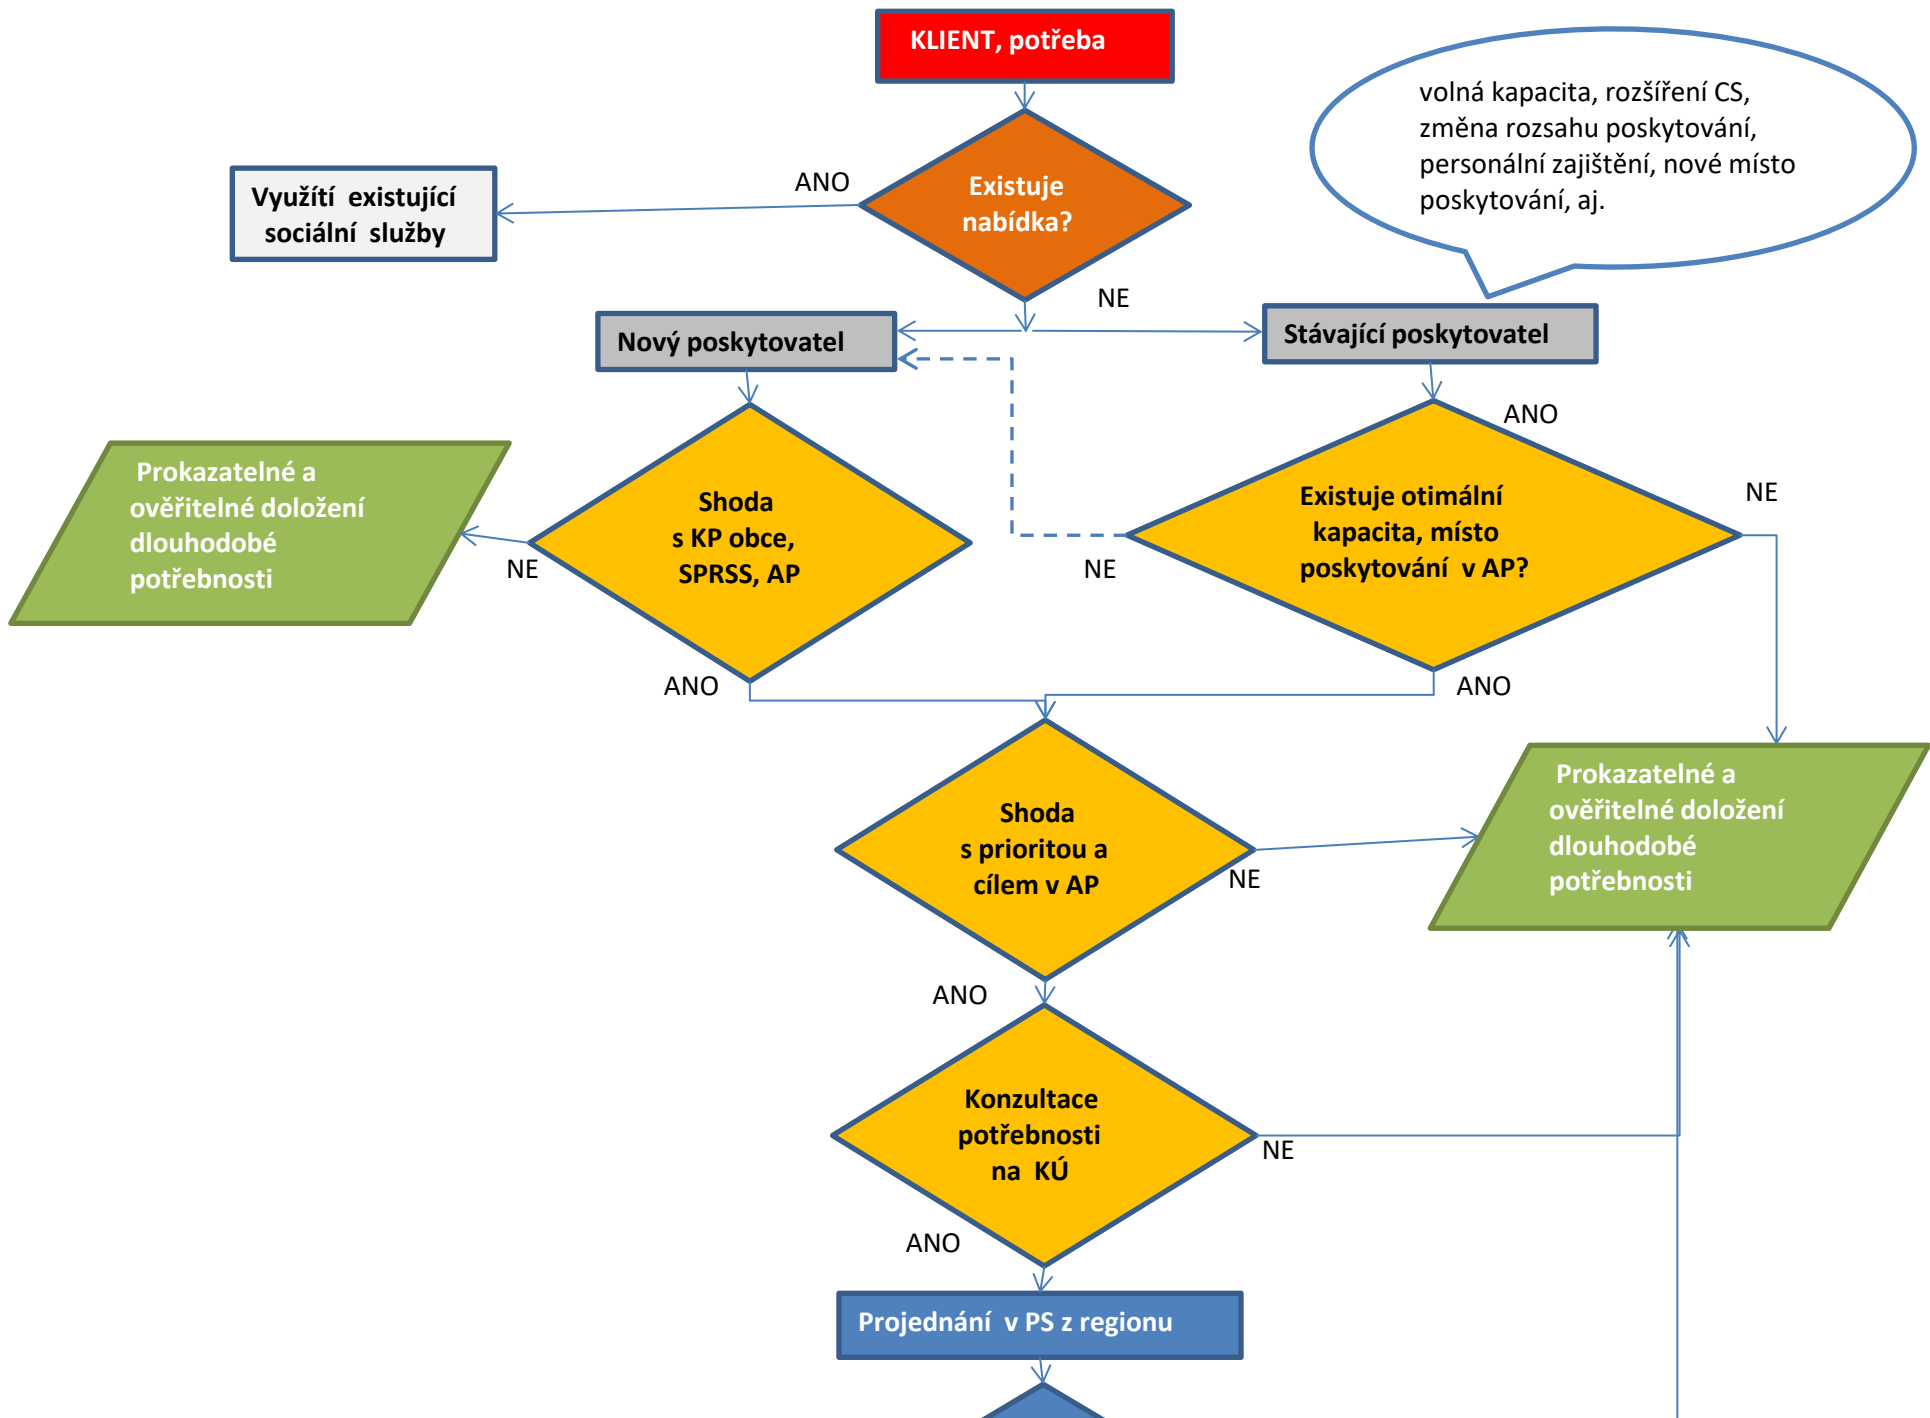 KLIENT, potřeba
volná kapacita, rozšíření CS,
změna rozsahu poskytování,
personální zajištění, nové místo
poskytování, aj.
ANO
Existuje
nabídka?
Využítí existující
sociální služby
NE
Nový poskytovatel
Stávající poskytovatel
ANO
Prokazatelné a
ověřitelné doložení
dlouhodobé
potřebnosti
NE
Shoda
s KP obce,
SPRSS, AP
NE
Existuje otimální
kapacita, místo
poskytování v AP?
NE
ANO
ANO
Shoda
s prioritou a
cílem v AP
NE
Prokazatelné a
ověřitelné doložení
dlouhodobé
potřebnosti
ANO
Konzultace
potřebnosti
na KÚ
NE
ANO
Projednání v PS z regionu